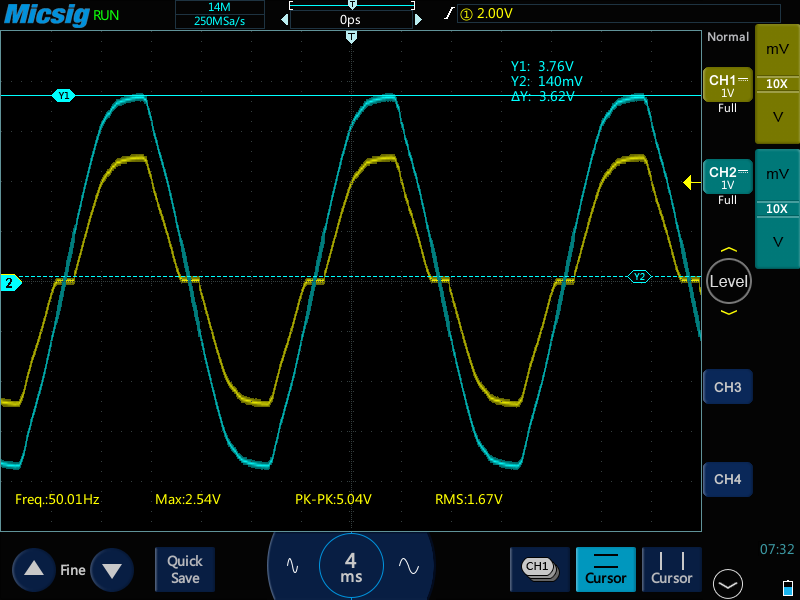 Micsig RUN
14M
250MSa/s
T
0ps
① 2.00V
T
Normal
mV
CH1
1V
10X
Full
V
Y1: 3.76V
Y2: 140mV
ΔY: 3.62V
Y1
mV
CH2
1V
10X
Full
V
2
Y2
Level
CH3
CH4
Freq.:50.01Hz Max:2.54V PK-PK:5.04V RMS:1.67V
Fine
Quick
Save
4
ms
CH1
Cursor
Cursor
07:32